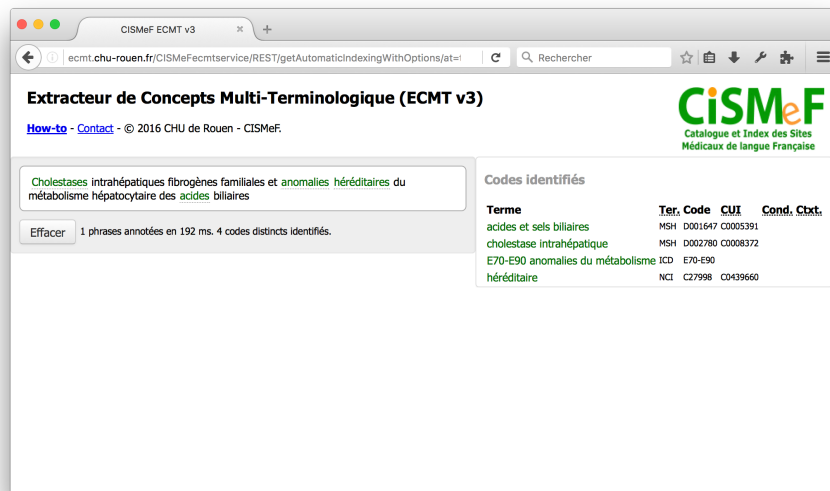 CISMeF ECMT v3
ecmt.chu-rouen.fr/CISMeFecmtservice/REST/getAutomaticIndexingWithOptions/at=
Rechercher
Extracteur de Concepts Multi-Terminologique (ECMT v3)
How-to - Contact - © 2016 CHU de Rouen - CISMeF.
CiSMeF
Catalogue et Index des Sites
Médicaux de langue Française
Cholestases intrahépatiques fibrogènes familiales et anomalies héréditaires du
métabolisme hépatocytaire des acides biliaires
Effacer 1 phrases annotées en 192 ms. 4 codes distincts identifiés.
Codes identifiés
Terme Ter. Code CUI Cond. Ctxt.
acides et sels biliaires MSH D001647 C0005391
cholestase intrahépatique MSH D002780 C0008372
E70-E90 anomalies du métabolisme ICD E70-E90
héréditaire NCI C27998 C0439660